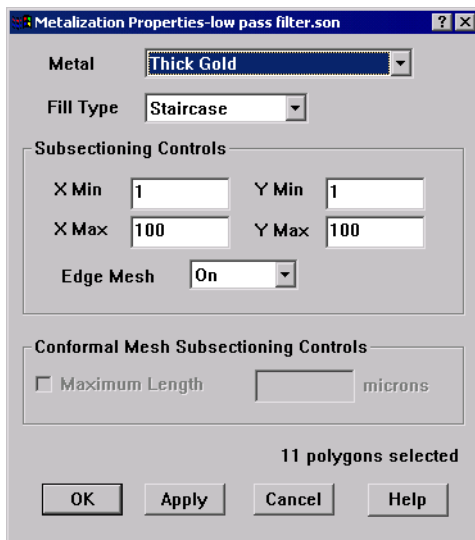 Metalization Properties-low pass filter.son
Metal Thick Gold
Fill Type Staircase
Subsectioning Controls
X Min 1 Y Min 1
X Max 100 Y Max 100
Edge Mesh On
Conformal Mesh Subsectioning Controls
Maximum Length microns
11 polygons selected
OK Apply Cancel Help